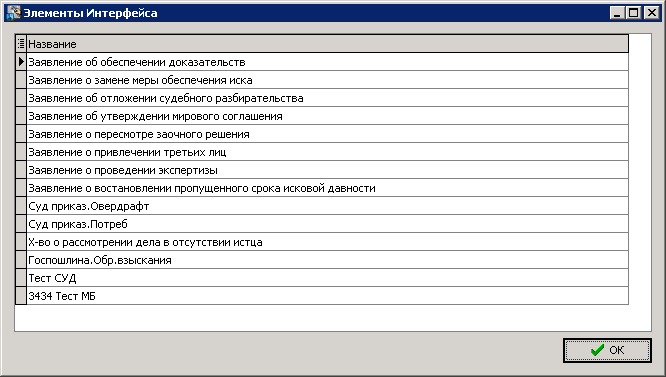 Элементы Интерфейса
Название
Заявление об обеспечении доказательств
Заявление о замене меры обеспечения иска
Заявление об отложении судебного разбирательства
Заявление об утверждении мирового соглашения
Заявление о пересмотре заочного решения
Заявление о привлечении третьих лиц
Заявление о проведении экспертизы
Заявление о востановлении пропущенного срока исковой давности
Суд приказ.Овердрафт
Суд приказ.Потреб
Х-во о рассмотрении дела в отсутствии истца
Госпошлина.Обр.взыскания
Тест СУД
3434 Тест МБ
ОК